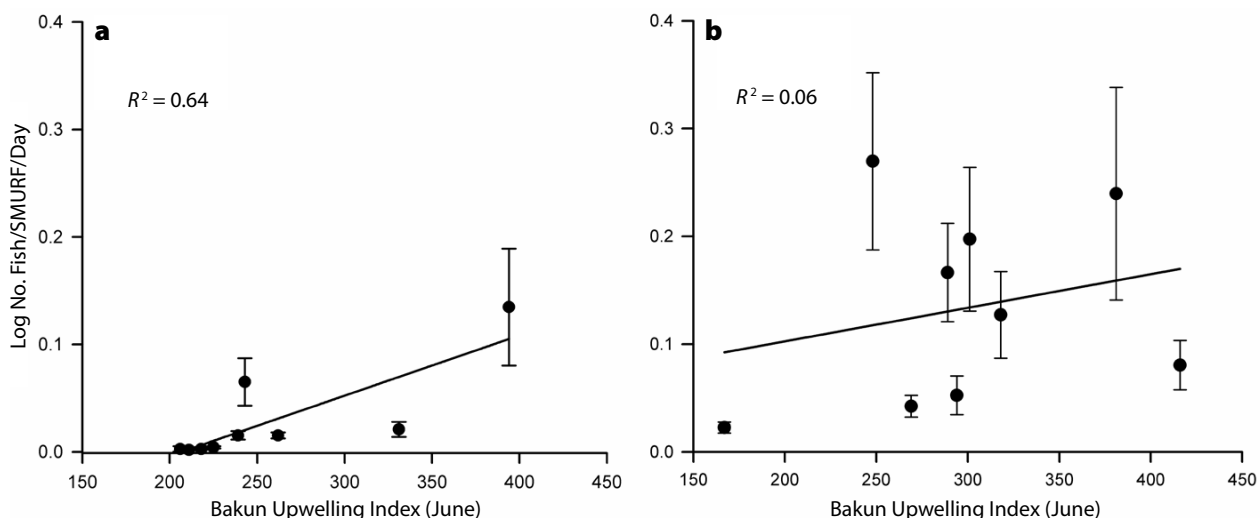 a
R² = 0.64
Log No. Fish/SMURF/Day
0.4
0.3
0.2
0.1
0.0
150 200 250 300 350 400 450
Bakun Upwelling Index (June)
b
R² = 0.06
0.4
0.3
0.2
0.1
0.0
150 200 250 300 350 400 450
Bakun Upwelling Index (June)